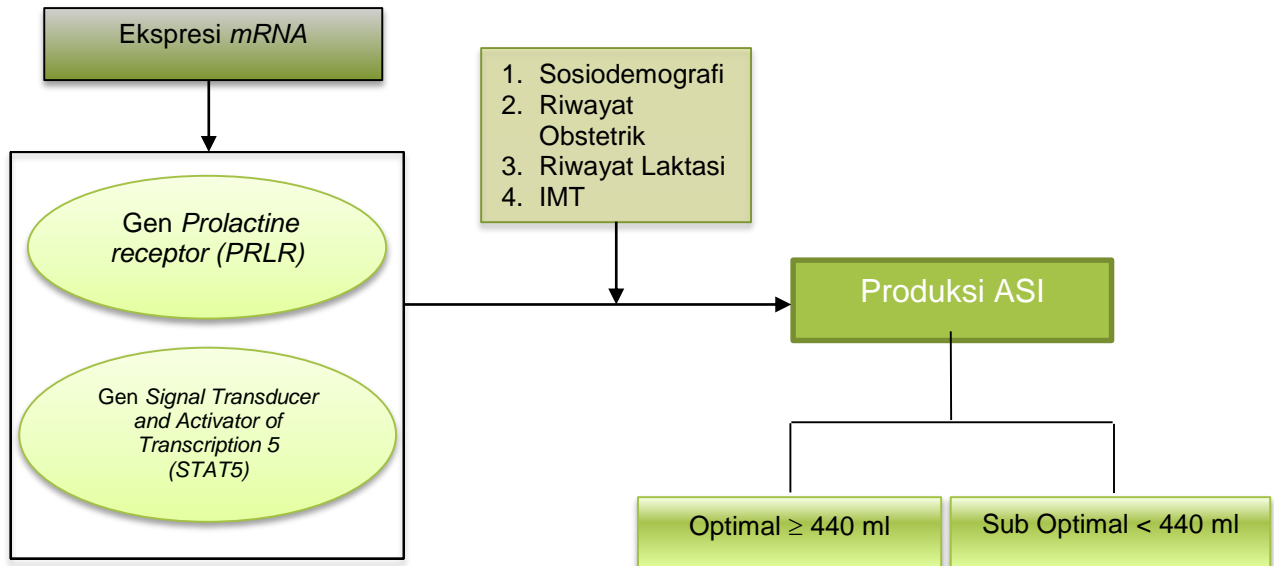 Ekspresi mRNA
1. Sosiodemografi
2. Riwayat
Obstetrik
3. Riwayat Laktasi
4. IMT
Gen Prolactine
receptor (PRLR)
Produksi ASI
Gen Signal Transducer
and Activator of
Transcription 5
(STAT5)
Optimal ≥ 440 ml
Sub Optimal < 440 ml